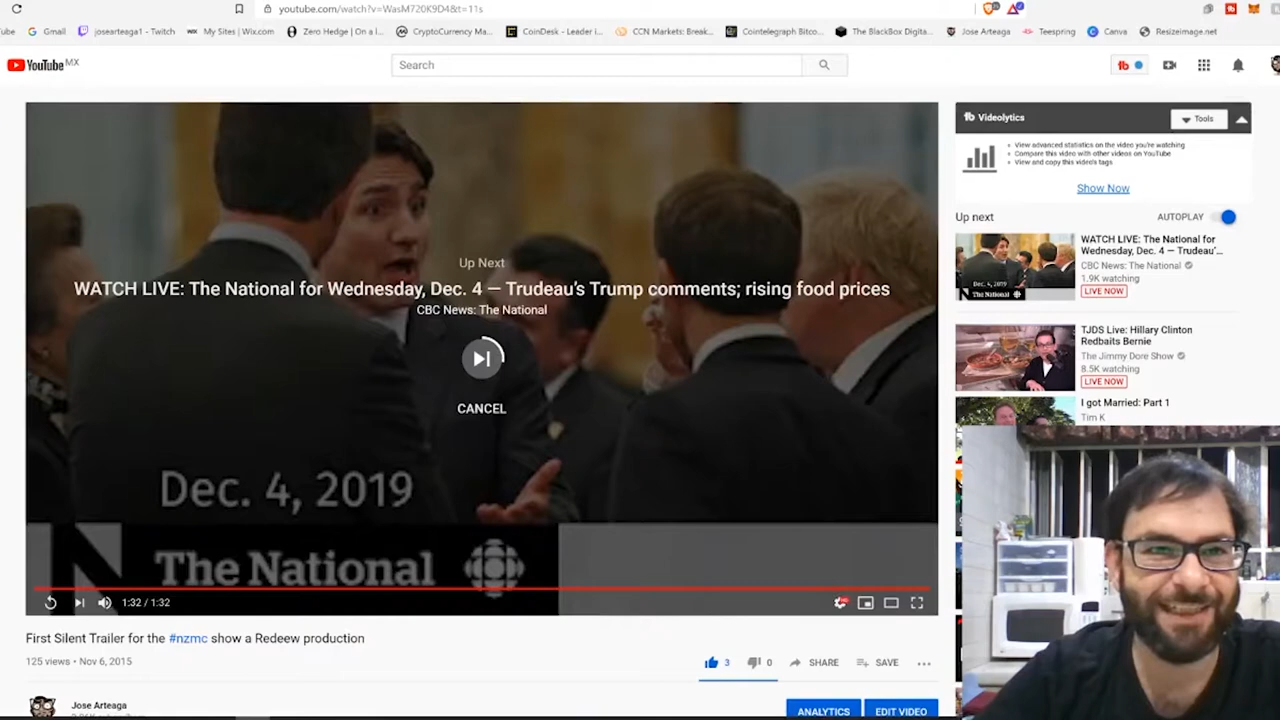 youtube.com/watch?v=WasM720K9D4&t=11s
ube Gmail josearteaga1 - Twitch My Sites | Wix.com Zero Hedge | On a l... CryptoCurrency Ma... CoinDesk - Leader i... CCN Markets: Break... Cointelegraph Bitco... The BlackBox Digita... Jose Arteaga Teespring Canva Resizeimage.net
YouTube MX
Search
Videolytics
Tools
View advanced statistics on the video you're watching
Compare this video with other videos on YouTube
View and copy this video's tags
Show Now
Up next AUTOPLAY
WATCH LIVE: The National for
Wednesday, Dec. 4 — Trudeau'...
CBC News: The National
1.9K watching
LIVE NOW
Dec. 4, 2019
The National
TJDS Live: Hillary Clinton
Redbaits Bernie
The Jimmy Dore Show
8.5K watching
LIVE NOW
I got Married: Part 1
Tim K
Up Next
WATCH LIVE: The National for Wednesday, Dec. 4 — Trudeau's Trump comments; rising food prices
CBC News: The National
CANCEL
Dec. 4, 2019
The National
1:32 / 1:32
First Silent Trailer for the #nzmc show a Redeew production
125 views • Nov 6, 2015
3 0 SHARE SAVE
Jose Arteaga
ANALYTICS EDIT VIDEO